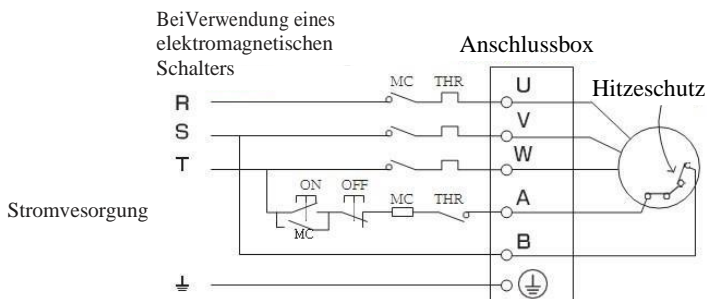 BeiVerwendung eines
elektromagnetischen
Schalters
Anschlussbox
MC THR U
Hitzeschutz
R
S V
T W
ON OFF
MC THR A
Stromvesorgung
MC
B